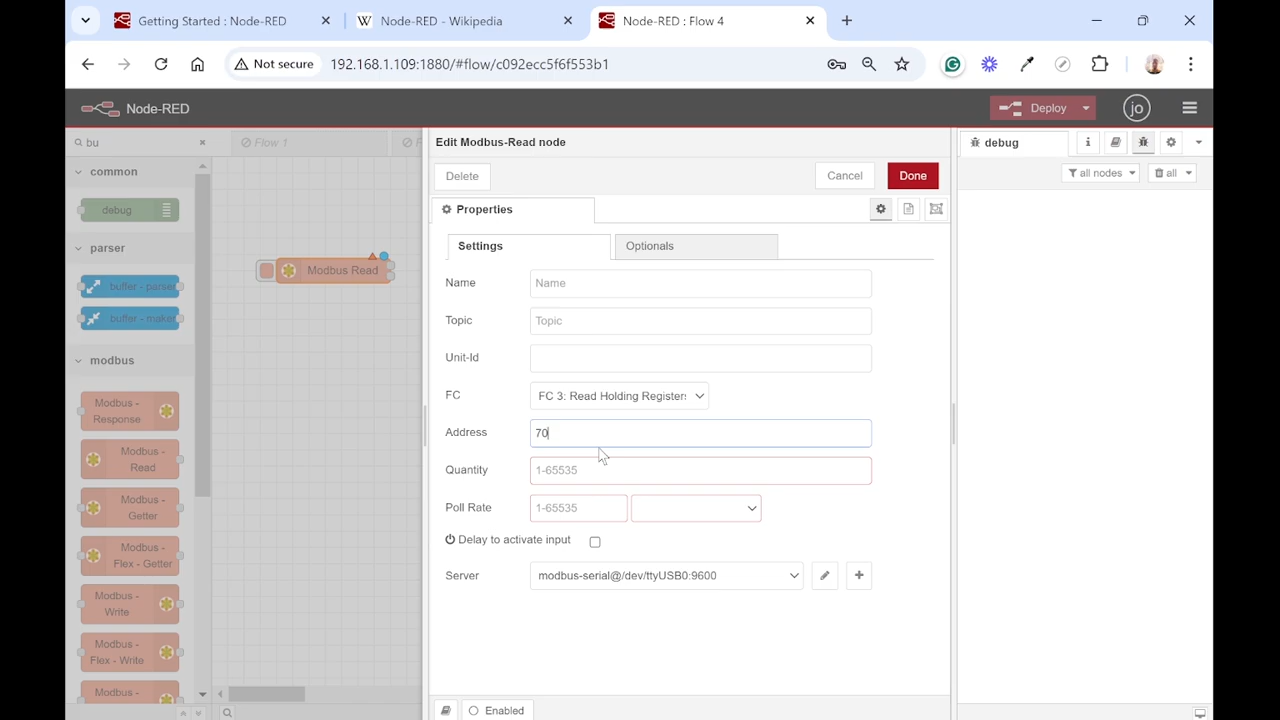 Getting Started : Node-RED
Node-RED - Wikipedia
Node-RED : Flow 4
Not secure
192.168.1.109:1880/#flow/c092ecc5f6f553b1
Node-RED
Deploy
jo
bu
Flow 1
Edit Modbus-Read node
debug
Delete
Cancel
Done
all nodes
all
common
debug
Properties
parser
Settings
Optionals
buffer - parser
buffer - maker
Modbus Read
Name
Name
Topic
Topic
Unit-Id
modbus
FC
FC 3: Read Holding Registers
Modbus -
Response
Address
70
Modbus -
Read
Quantity
1-65535
Modbus -
Getter
Poll Rate
1-65535
Delay to activate input
Modbus -
Flex - Getter
Server
modbus-serial@/dev/ttyUSB0:9600
Modbus -
Write
Modbus -
Flex - Write
Modbus -
Enabled